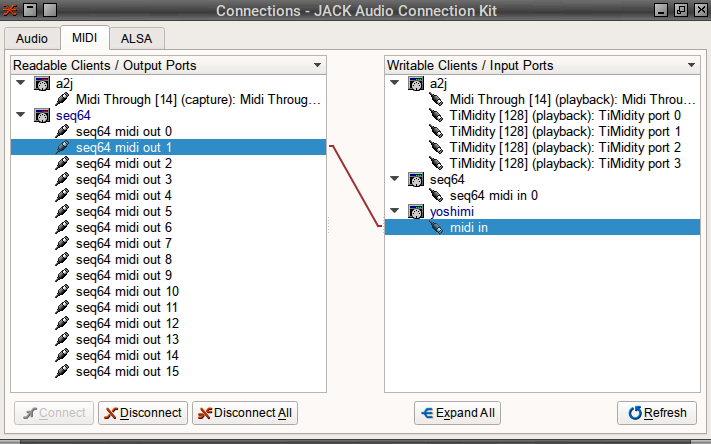 Connections - JACK Audio Connection Kit
Audio
MIDI
ALSA
Readable Clients / Output Ports
a2j
Midi Through [14] (capture): Midi Throug...
seq64
seq64 midi out 0
seq64 midi out 1
seq64 midi out 2
seq64 midi out 3
seq64 midi out 4
seq64 midi out 5
seq64 midi out 6
seq64 midi out 7
seq64 midi out 8
seq64 midi out 9
seq64 midi out 10
seq64 midi out 11
seq64 midi out 12
seq64 midi out 13
seq64 midi out 14
seq64 midi out 15
Writable Clients / Input Ports
a2j
Midi Through [14] (playback): Midi Throu...
TiMidity [128] (playback): TiMidity port 0
TiMidity [128] (playback): TiMidity port 1
TiMidity [128] (playback): TiMidity port 2
TiMidity [128] (playback): TiMidity port 3
seq64
seq64 midi in 0
yoshimi
midi in
Connect
Disconnect
Disconnect All
Expand All
Refresh